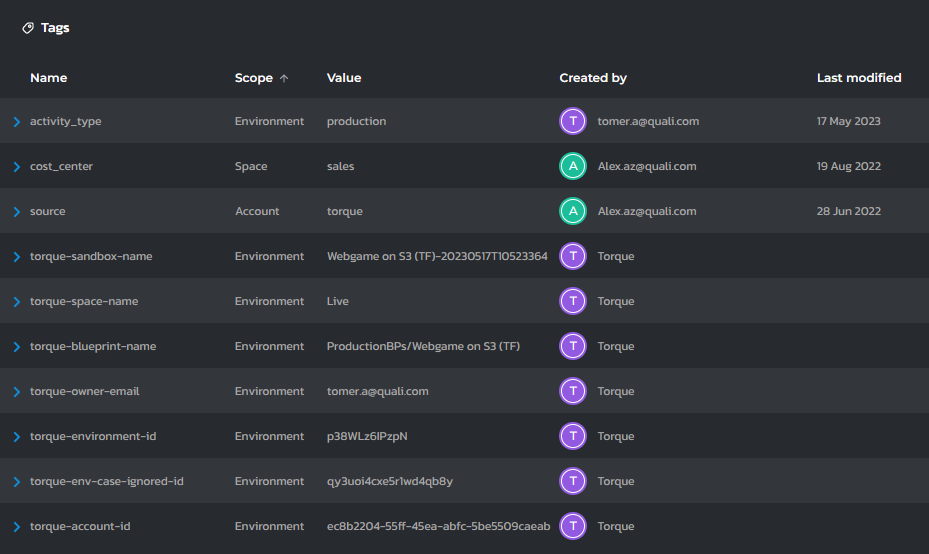 Tags
Name Scope ↑ Value Created by Last modified
activity_type Environment production T tomer.a@quali.com 17 May 2023
cost_center Space sales A Alex.az@quali.com 19 Aug 2022
source Account torque A Alex.az@quali.com 28 Jun 2022
torque-sandbox-name Environment Webgame on S3 (TF)-20230517T10523364 T Torque
torque-space-name Environment Live T Torque
torque-blueprint-name Environment ProductionBPs/Webgame on S3 (TF) T Torque
torque-owner-email Environment tomer.a@quali.com T Torque
torque-environment-id Environment p38WLz6IPzpN T Torque
torque-env-case-ignored-id Environment qy3uoi4cxe5r1wd4qb8y T Torque
torque-account-id Environment ec8b2204-55ff-45ea-abfc-5be5509caeab T Torque